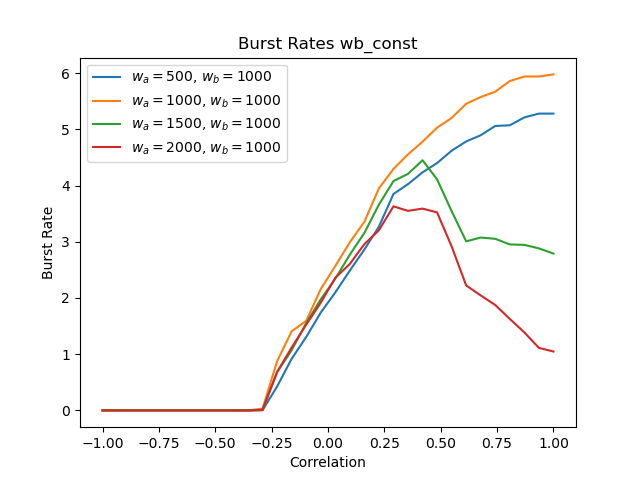 Burst Rates wb_const
w_a = 500, w_b = 1000
w_a = 1000, w_b = 1000
w_a = 1500, w_b = 1000
w_a = 2000, w_b = 1000
Burst Rate
6
5
4
3
2
1
0
−1.00 −0.75 −0.50 −0.25 0.00 0.25 0.50 0.75 1.00
Correlation